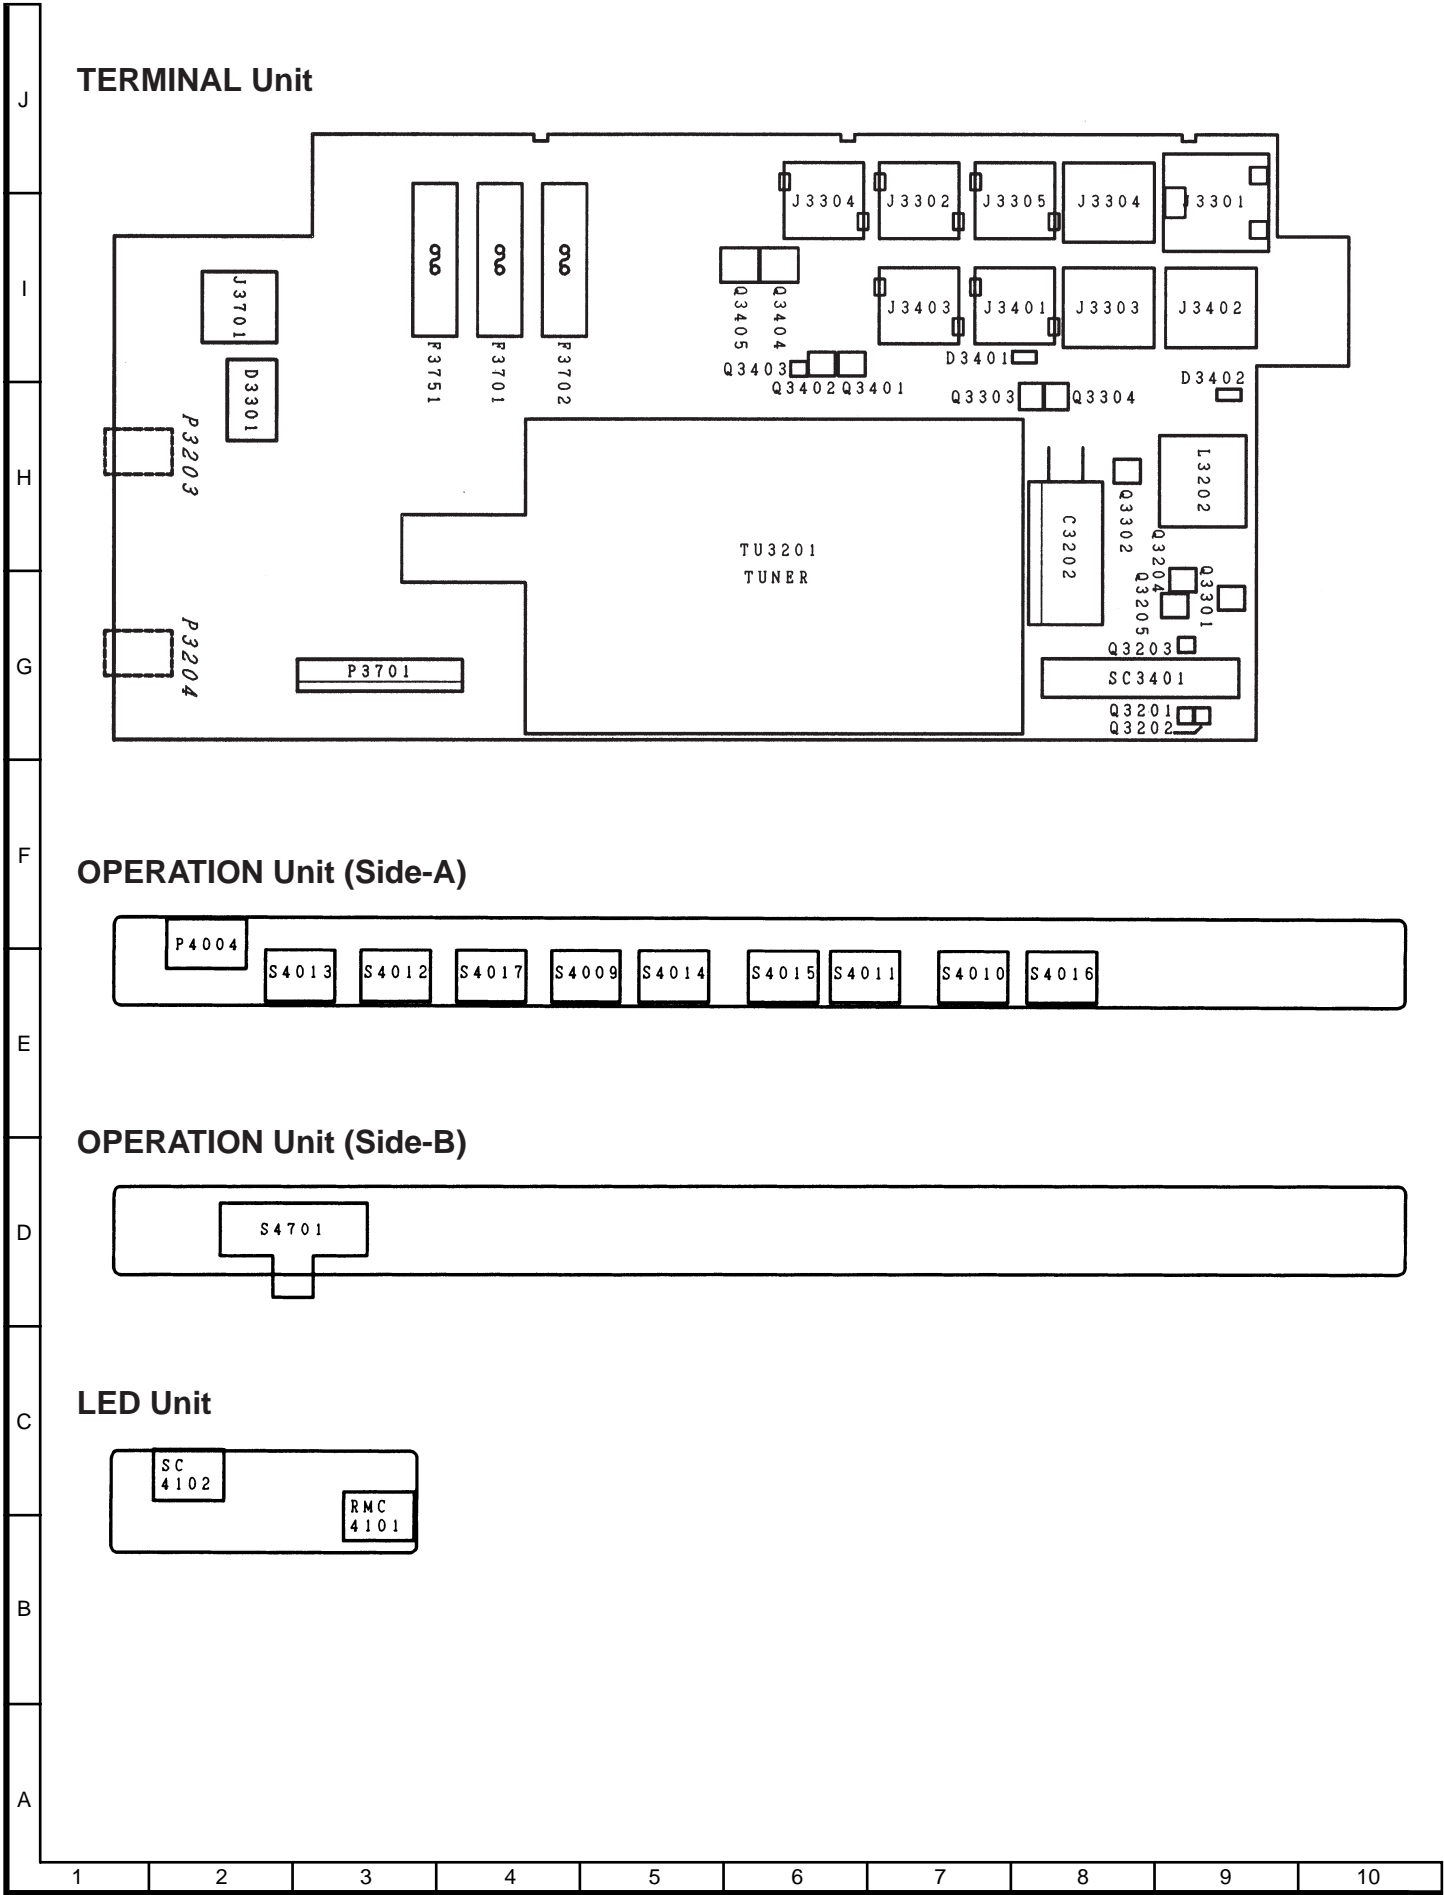 TERMINAL Unit
J
J3304
J3302
J3305
J3304
J3301
I
J3701
J3403
J3401
J3303
J3402
Q3405
Q3404
F3751
F3701
F3702
D3401
Q3403
D3301
D3402
Q3402
Q3401
Q3303
Q3304
P3203
H
L3202
Q3302
C3202
TU3201
TUNER
Q3204
Q3205
Q3301
P3204
Q3203
G
P3701
SC3401
Q3201
Q3202
F
OPERATION Unit (Side-A)
P4004
S4013
S4012
S4017
S4009
S4014
S4015
S4011
S4010
S4016
E
OPERATION Unit (Side-B)
D
S4701
LED Unit
C
SC
4102
RMC
4101
B
A
1 2 3 4 5 6 7 8 9 10